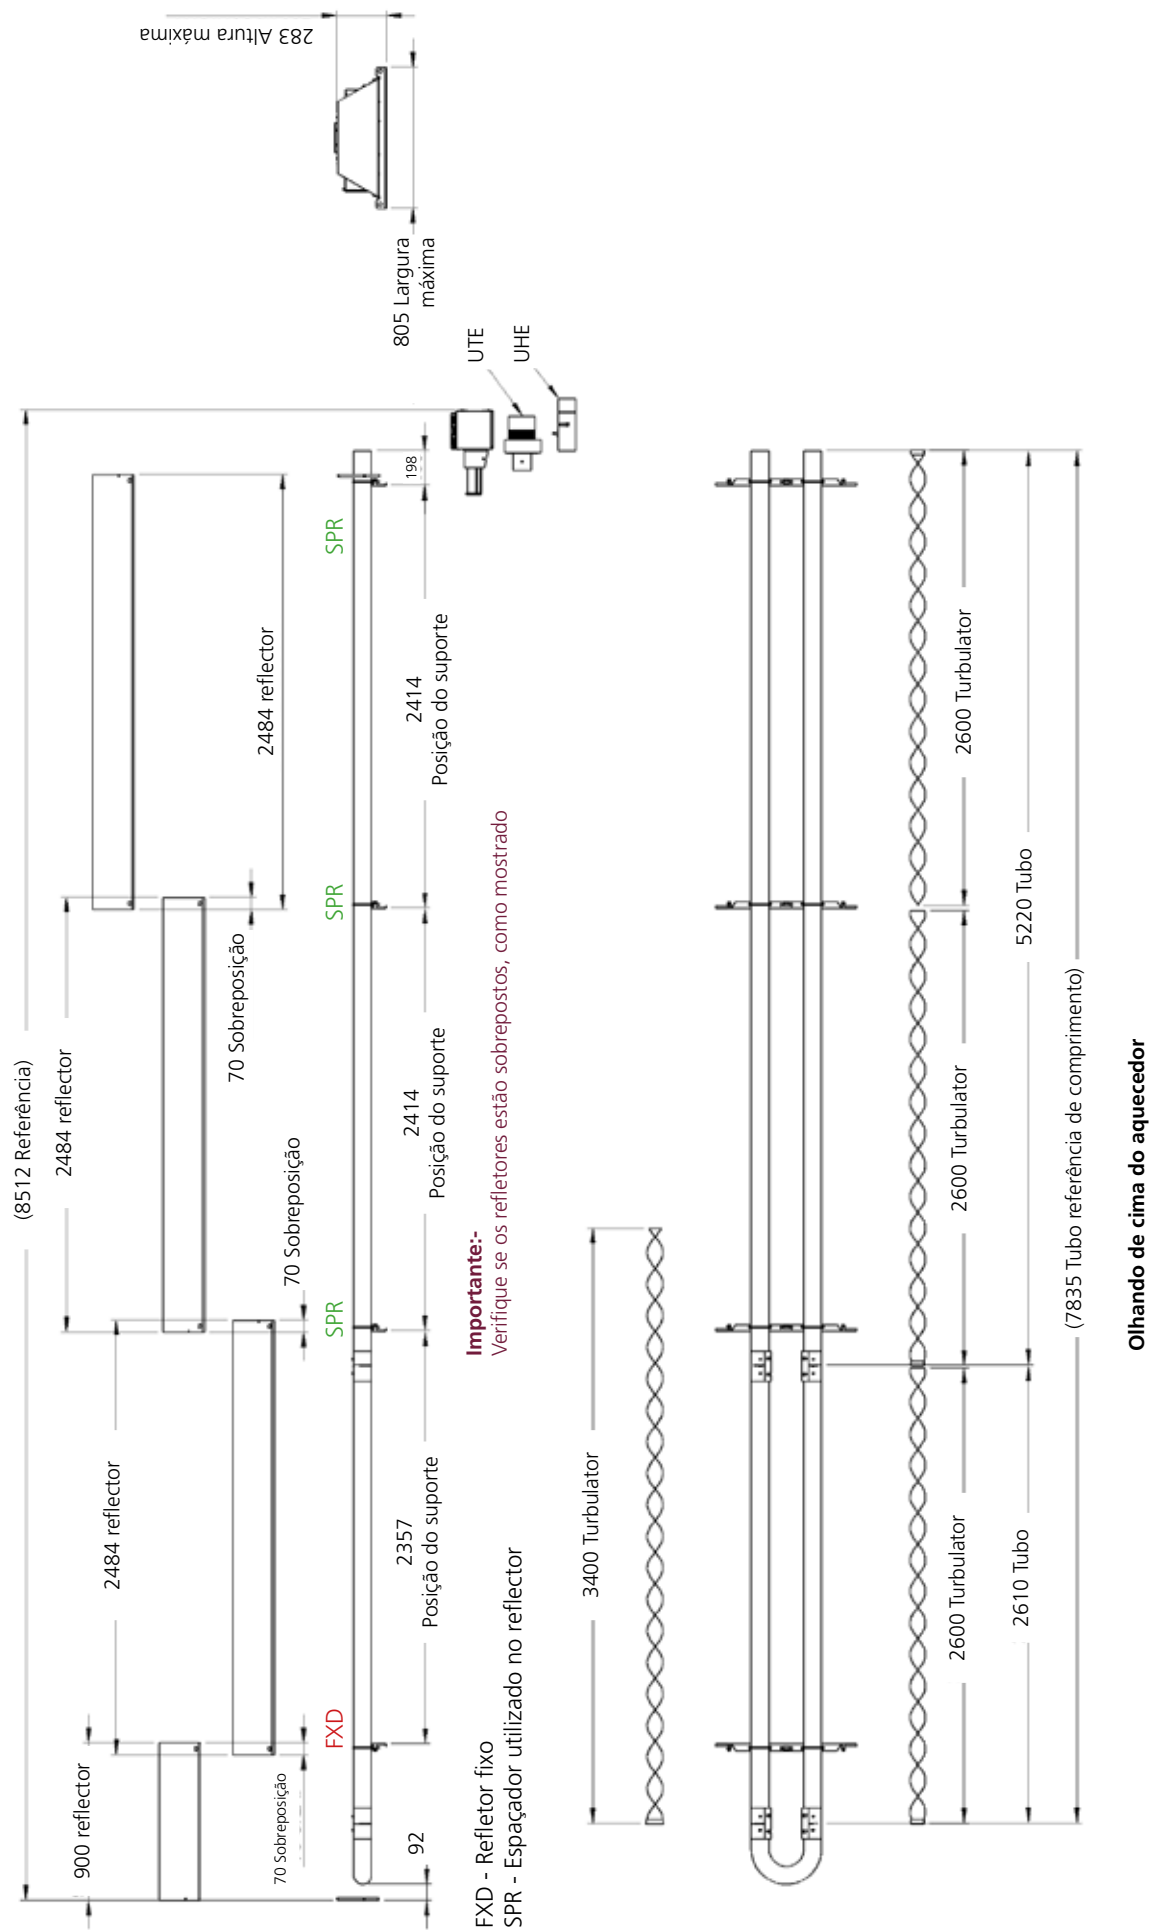 (8512 Referência)
900 reflector
2484 reflector
2484 reflector
2484 reflector
70 Sobreposição
70 Sobreposição
70 Sobreposição
283 Altura máxima
805 Largura
máxima
FXD
SPR
SPR
SPR
92
2357
Posição do suporte
2414
Posição do suporte
2414
Posição do suporte
198
UTE
UHE
FXD - Refletor fixo
SPR - Espaçador utilizado no reflector
Importante:-
Verifique se os refletores estão sobrepostos, como mostrado
3400 Turbulator
2600 Turbulator
2600 Turbulator
2600 Turbulator
2610 Tubo
5220 Tubo
(7835 Tubo referência de comprimento)
Olhando de cima do aquecedor